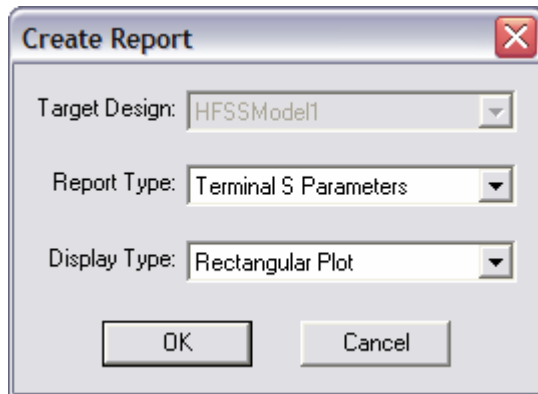 Create Report
Target Design: HFSSModel1
Report Type: Terminal S Parameters
Display Type: Rectangular Plot
OK Cancel